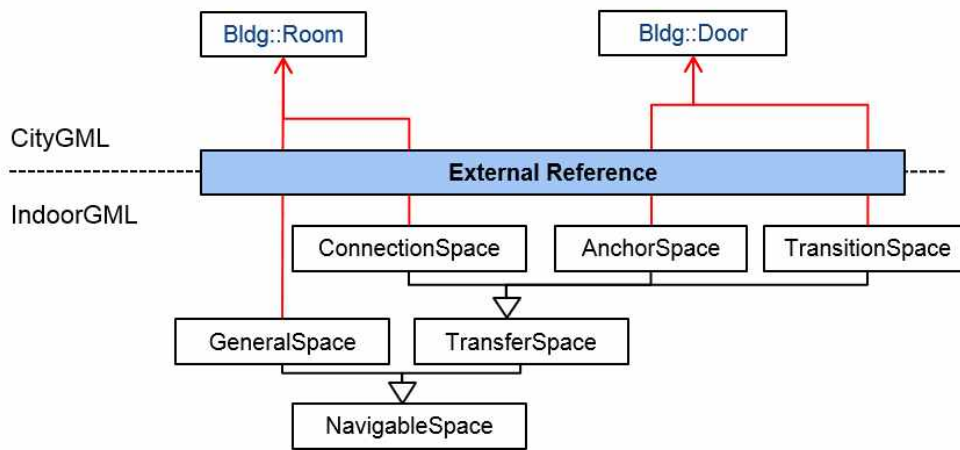 Bldg::Room
Bldg::Door
CityGML
External Reference
IndoorGML
ConnectionSpace
AnchorSpace
TransitionSpace
GeneralSpace
TransferSpace
NavigableSpace